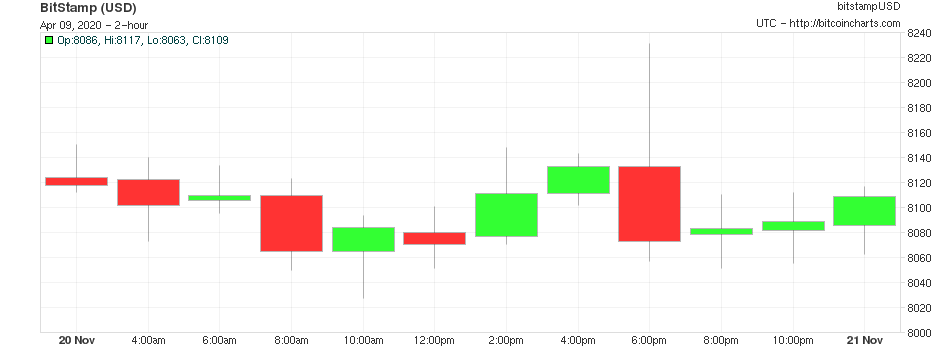 BitStamp (USD)
bitstampUSD
Apr 09, 2020 - 2-hour
UTC - http://bitcoincharts.com
Op:8086, Hi:8117, Lo:8063, Cl:8109
8240
8220
8200
8180
8160
8140
8120
8100
8080
8060
8040
8020
8000
20 Nov 4:00am 6:00am 8:00am 10:00am 12:00pm 2:00pm 4:00pm 6:00pm 8:00pm 10:00pm 21 Nov